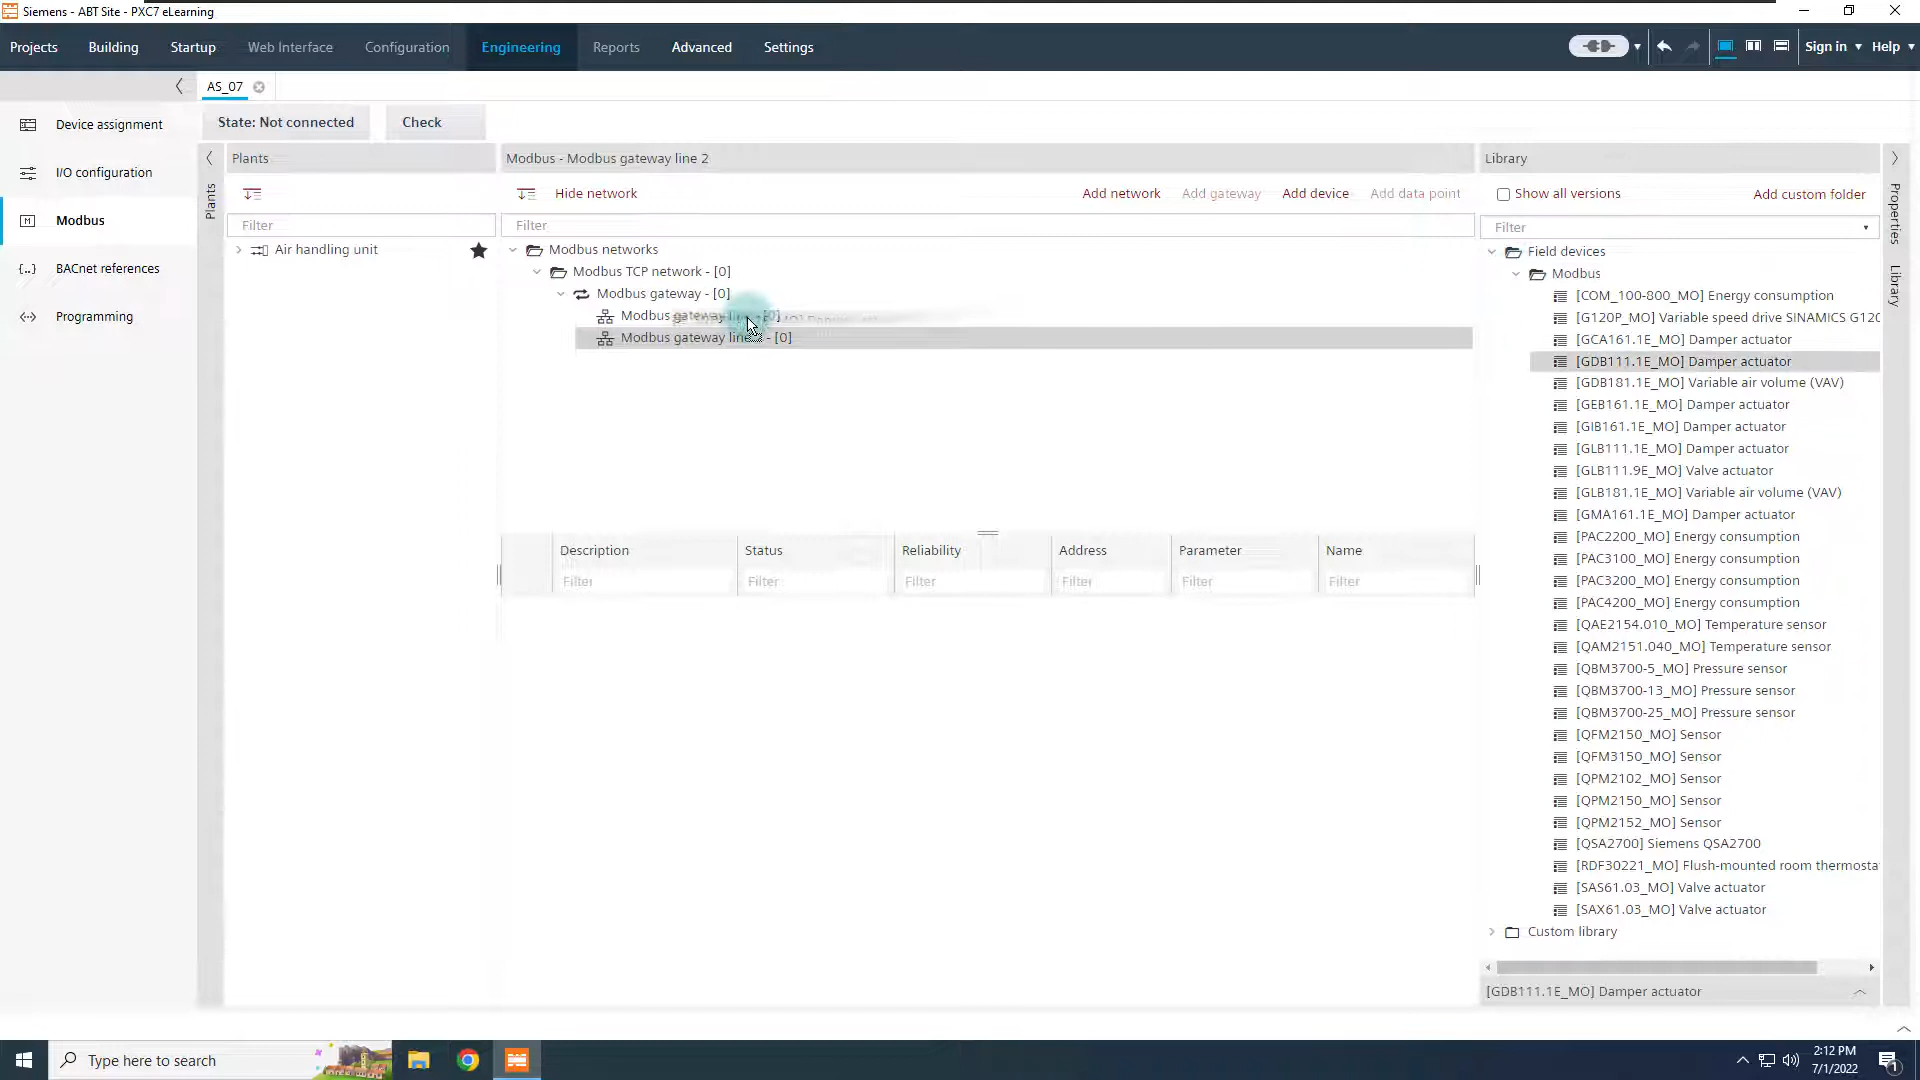 Siemens - ABT Site - PXC7 eLearning
Projects
Building
Startup
Web Interface
Configuration
Engineering
Reports
Advanced
Settings
Sign in
Help
AS_07
Device assignment
I/O configuration
Modbus
BACnet references
Programming
State: Not connected
Check
Plants
Plants
Filter
Air handling unit
Modbus - Modbus gateway line 2
Hide network
Add network
Add gateway
Add device
Add data point
Filter
Modbus networks
Modbus TCP network - [0]
Modbus gateway - [0]
Modbus gateway
Modbus gateway line - [0]
Description
Status
Reliability
Address
Parameter
Name
Filter
Filter
Filter
Filter
Filter
Filter
Library
Show all versions
Add custom folder
Filter
Field devices
Modbus
[COM_100-800_MO] Energy consumption
[G120P_MO] Variable speed drive SINAMICS G120
[GCA161.1E_MO] Damper actuator
[GDB111.1E_MO] Damper actuator
[GDB181.1E_MO] Variable air volume (VAV)
[GEB161.1E_MO] Damper actuator
[GIB161.1E_MO] Damper actuator
[GLB111.1E_MO] Damper actuator
[GLB111.9E_MO] Valve actuator
[GLB181.1E_MO] Variable air volume (VAV)
[GMA161.1E_MO] Damper actuator
[PAC2200_MO] Energy consumption
[PAC3100_MO] Energy consumption
[PAC3200_MO] Energy consumption
[PAC4200_MO] Energy consumption
[QAE2154.010_MO] Temperature sensor
[QAM2151.040_MO] Temperature sensor
[QBM3700-5_MO] Pressure sensor
[QBM3700-13_MO] Pressure sensor
[QBM3700-25_MO] Pressure sensor
[QFM2150_MO] Sensor
[QFM3150_MO] Sensor
[QPM2102_MO] Sensor
[QPM2150_MO] Sensor
[QPM2152_MO] Sensor
[QSA2700] Siemens QSA2700
[RDF30221_MO] Flush-mounted room thermosta
[SAS61.03_MO] Valve actuator
[SAX61.03_MO] Valve actuator
Custom library
[GDB111.1E_MO] Damper actuator
Properties
Library
Type here to search
2:12 PM
7/1/2022
1